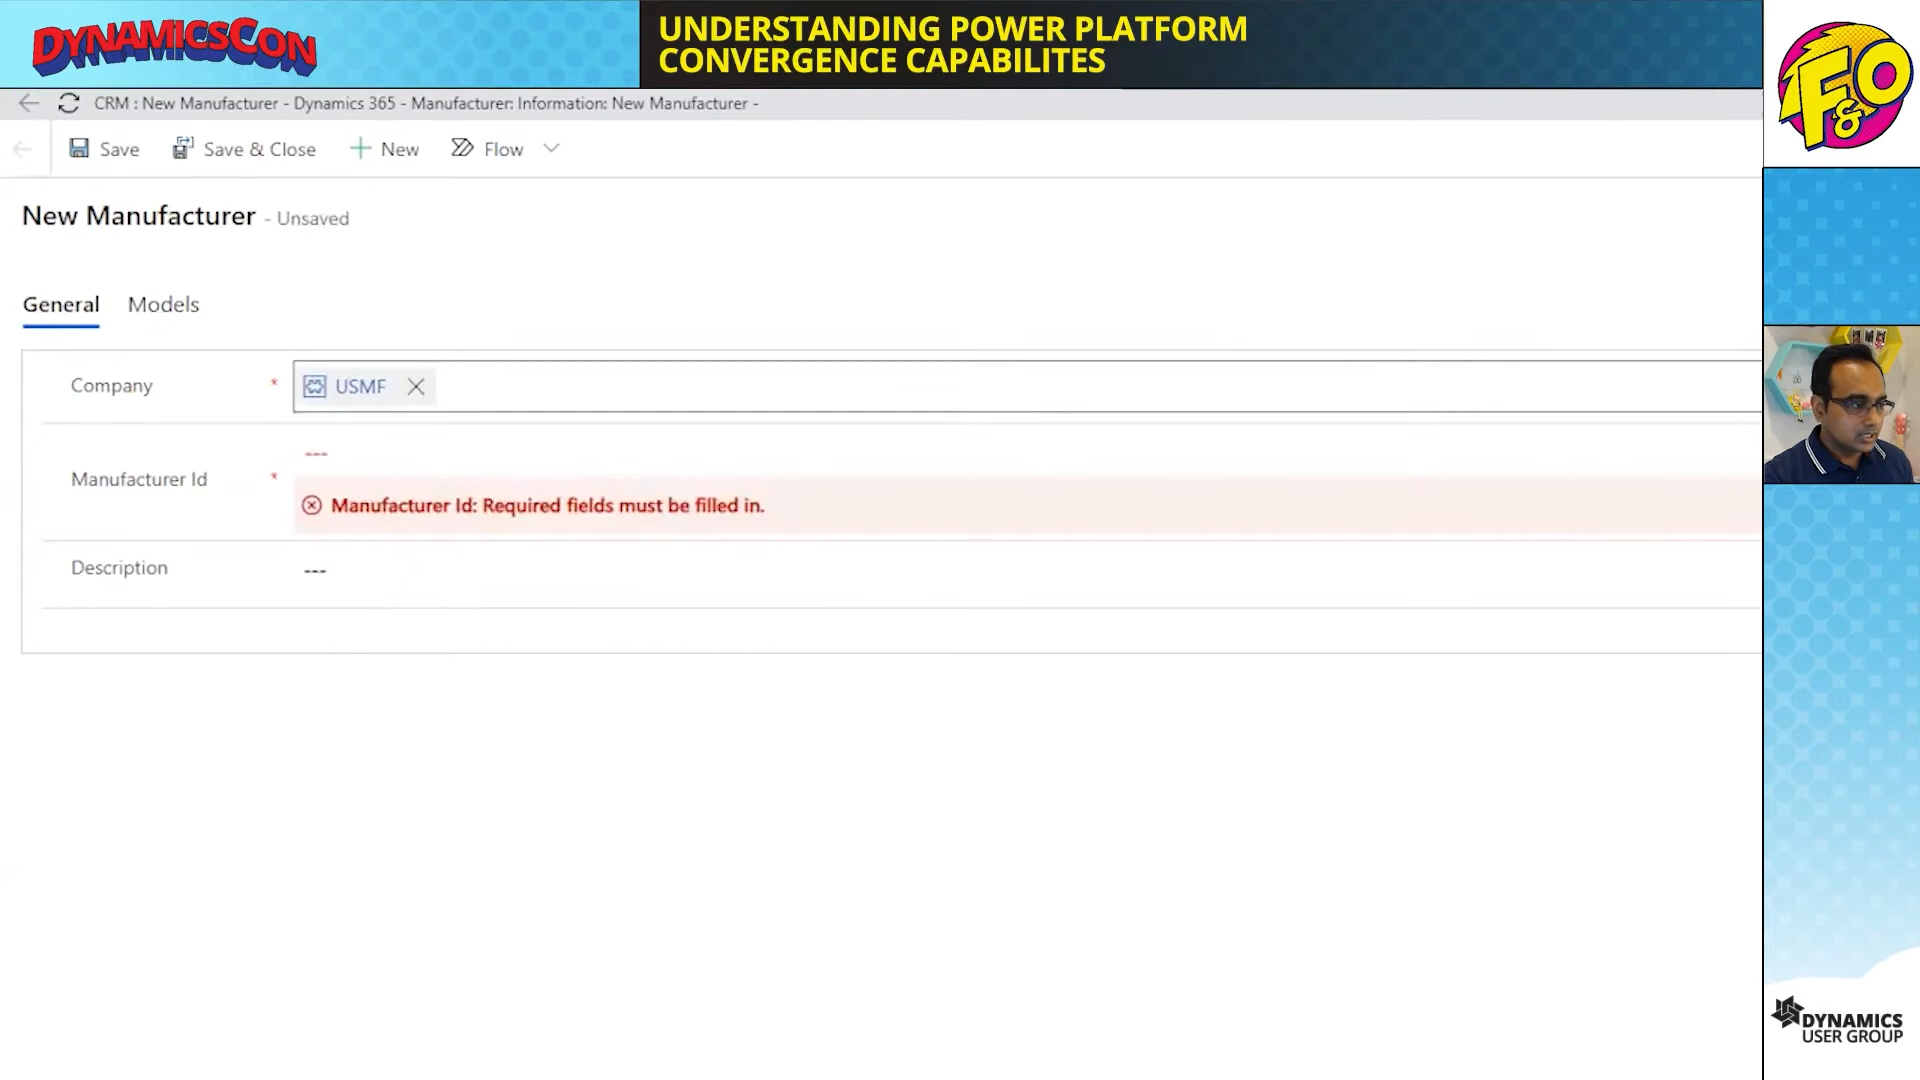 DYNAMICSCON
UNDERSTANDING POWER PLATFORM
CONVERGENCE CAPABILITES
F&O
CRM : New Manufacturer - Dynamics 365 - Manufacturer: Information: New Manufacturer -
Save
Save & Close
New
Flow
New Manufacturer - Unsaved
General
Models
Company *
USMF
---
Manufacturer Id *
Manufacturer Id: Required fields must be filled in.
Description
---
DYNAMICS
USER GROUP